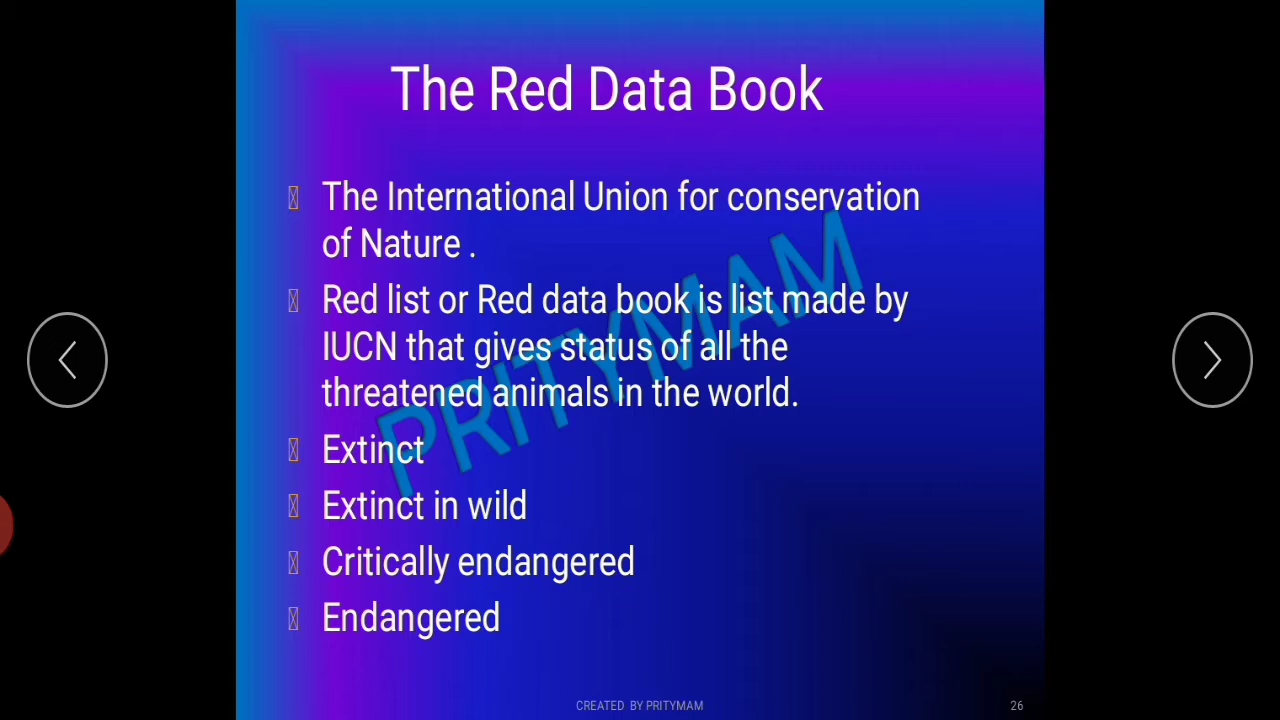 The Red Data Book
The International Union for conservation
of Nature .
Red list or Red data book is list made by
IUCN that gives status of all the
threatened animals in the world.
PRITYMAM
Extinct
Extinct in wild
Critically endangered
Endangered
CREATED BY PRITYMAM
26